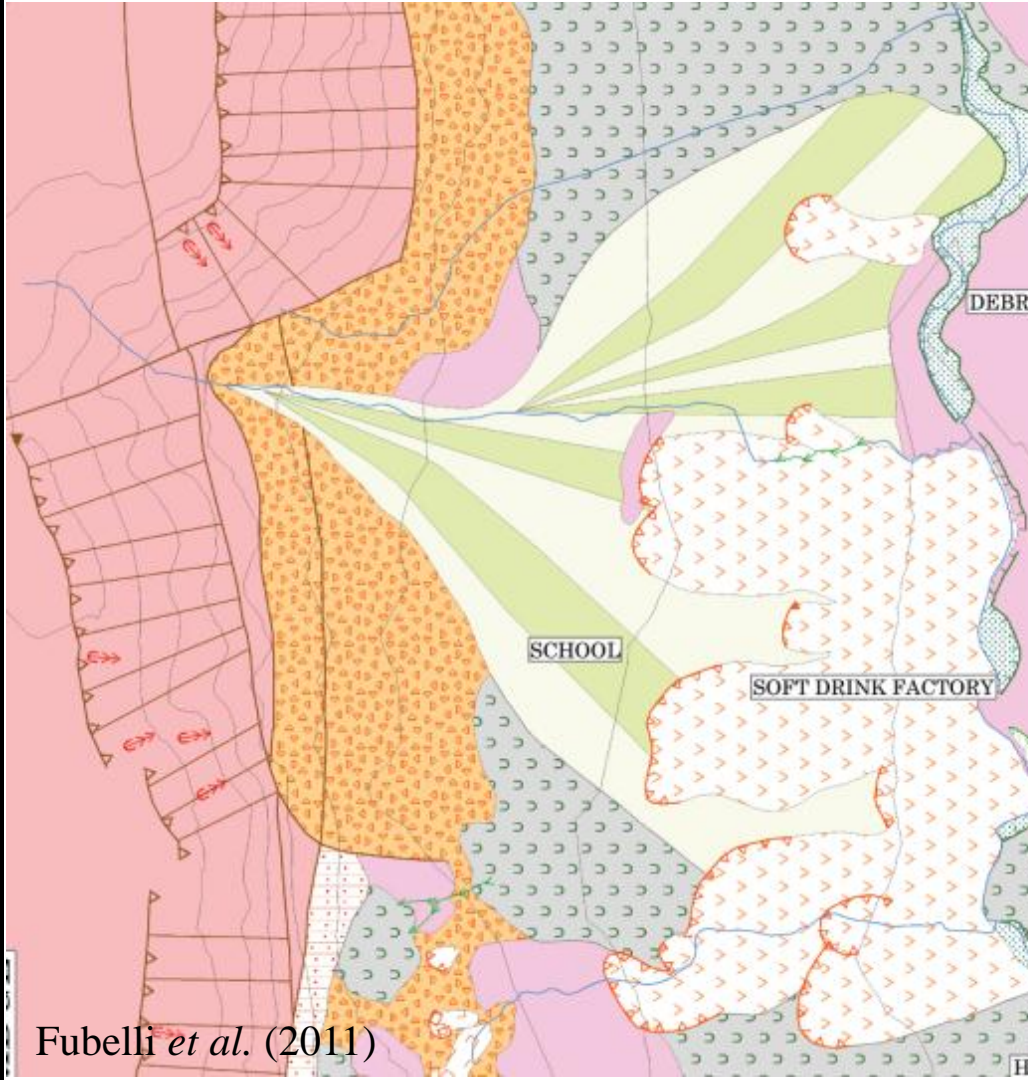 DEBR
SCHOOL
SOFT DRINK FACTORY
Fubelli et al. (2011)
H